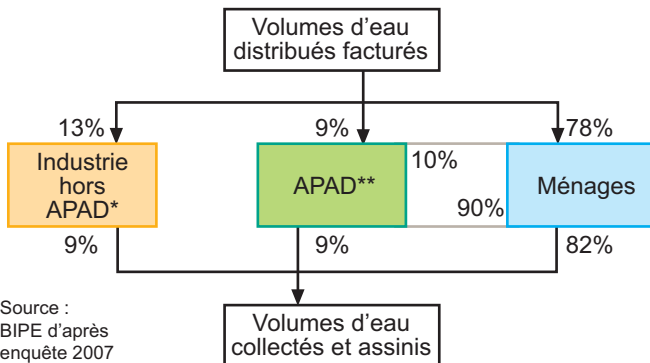 Volumes d'eau
distribués facturés
13%
9%
78%
Industrie
hors
APAD*
APAD**
10%
90%
Ménages
9%
9%
82%
Source :
BIPE d'après
enquête 2007
Volumes d'eau
collectés et assinis